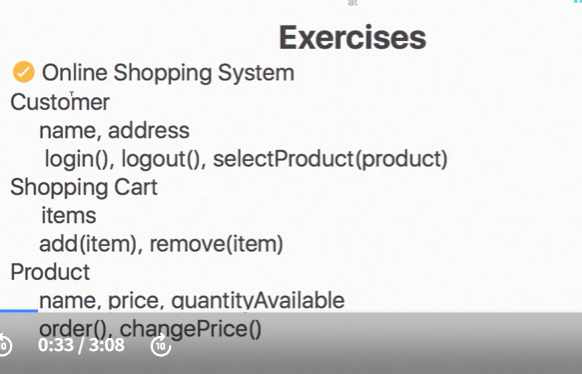 at
Exercises
Online Shopping System
Customer
name, address
login(), logout(), selectProduct(product)
Shopping Cart
items
add(item), remove(item)
Product
name, price, quantityAvailable
order(), changePrice()
0:33 / 3:08
10